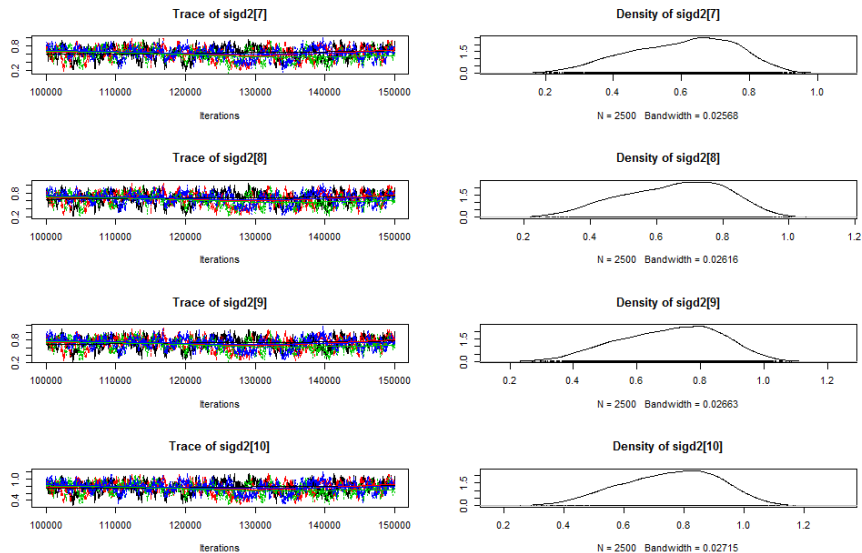 Trace of sigd2[7]
0.2 0.8
100000 110000 120000 130000 140000 150000
Iterations
Density of sigd2[7]
0.0 1.5
0.2 0.4 0.6 0.8 1.0
N = 2500 Bandwidth = 0.02568
Trace of sigd2[8]
0.2 0.8
100000 110000 120000 130000 140000 150000
Iterations
Density of sigd2[8]
0.0 1.5
0.2 0.4 0.6 0.8 1.0 1.2
N = 2500 Bandwidth = 0.02616
Trace of sigd2[9]
0.2 0.8
100000 110000 120000 130000 140000 150000
Iterations
Density of sigd2[9]
0.0 1.5
0.2 0.4 0.6 0.8 1.0 1.2
N = 2500 Bandwidth = 0.02663
Trace of sigd2[10]
0.4 1.0
100000 110000 120000 130000 140000 150000
Iterations
Density of sigd2[10]
0.0 1.5
0.2 0.4 0.6 0.8 1.0 1.2
N = 2500 Bandwidth = 0.02715